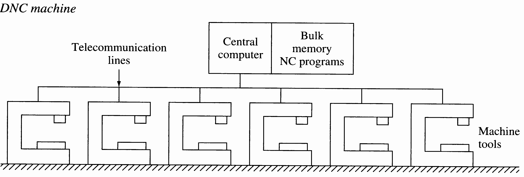 DNC machine
Central
computer
Bulk
memory
NC programs
Telecommunication
lines
Machine
tools